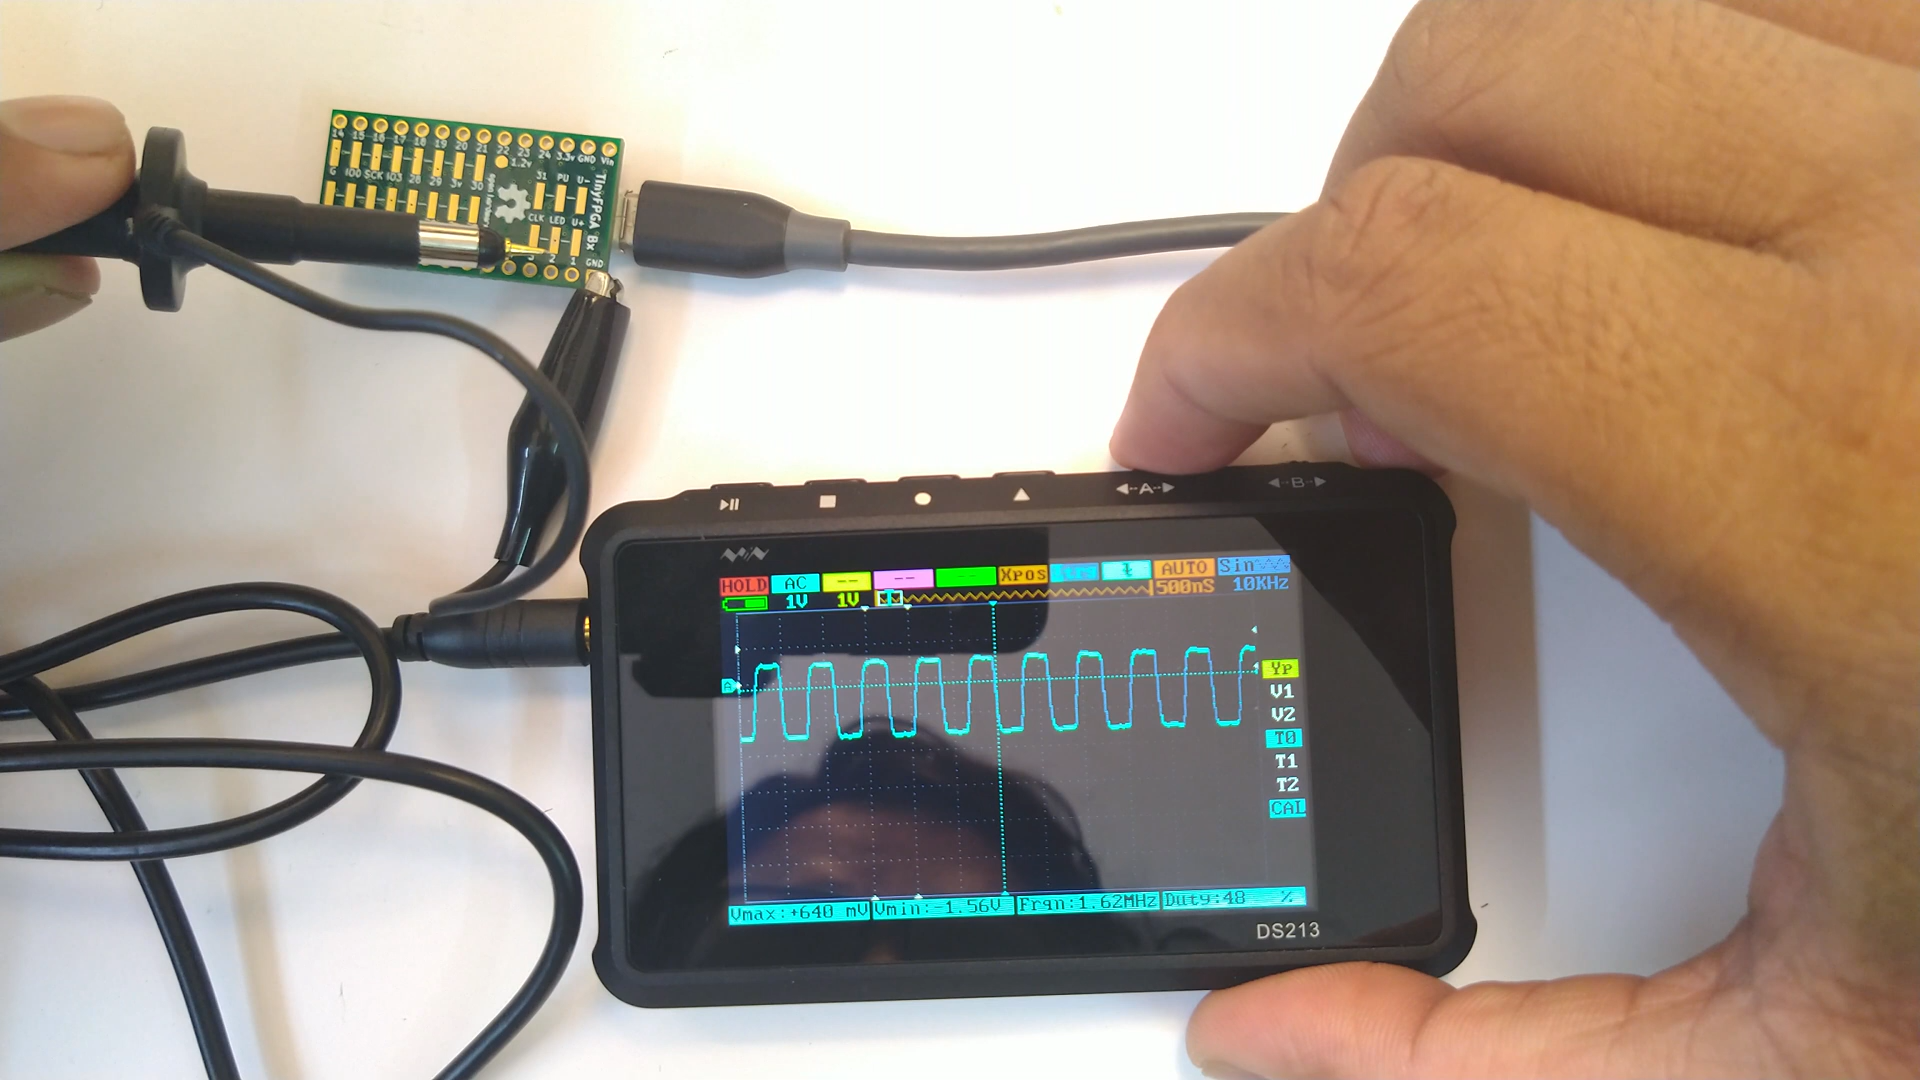 14 15 16 17 18 19 20 21 22 23 24 3.3v GND Vin
1.2v
G IO0 SCK IO3 28 29 3v 30 31 PU U-
TinyFPGA Bx
CLK LED U+
2 1 GND
A B
HOLD AC -- -- -- Xpos AUTO Sin
1V 1V 500nS 10KHz
A
Yp
V1
V2
T0
T1
T2
CAL
Vmax:+640 mV Vmin:-1.56V Frqn:1.62MHz Duty:48 %
DS213